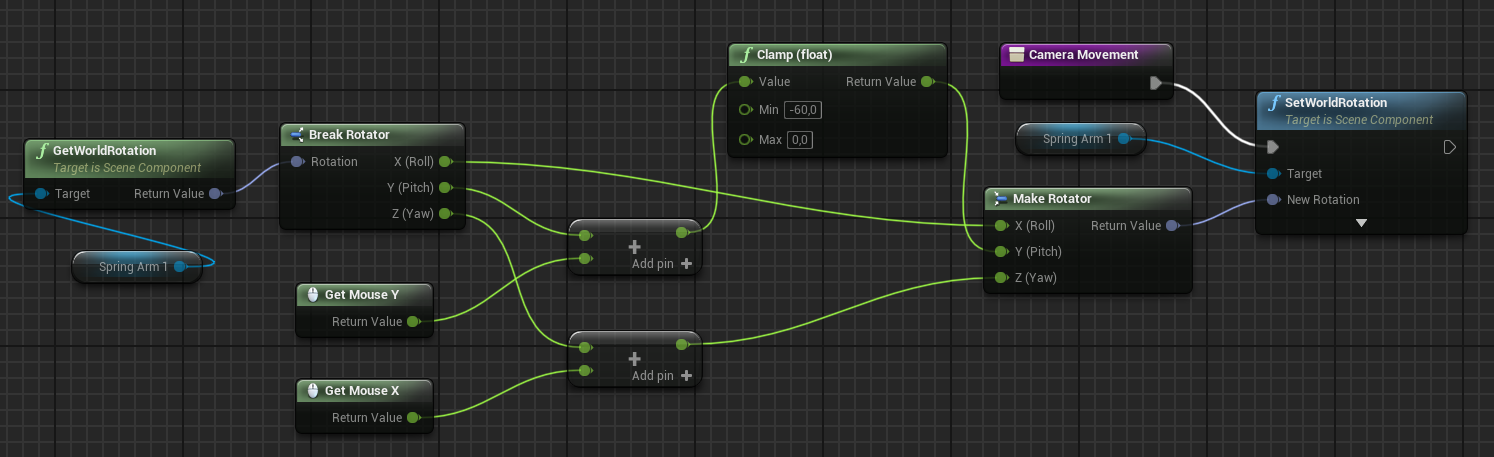 GetWorldRotation
Target is Scene Component
Target Return Value
Spring Arm 1
Break Rotator
Rotation X (Roll)
Y (Pitch)
Z (Yaw)
Get Mouse Y
Return Value
Get Mouse X
Return Value
Add pin
Add pin
Clamp (float)
Value Return Value
Min -60,0
Max 0,0
Camera Movement
Spring Arm 1
Make Rotator
X (Roll) Return Value
Y (Pitch)
Z (Yaw)
SetWorldRotation
Target is Scene Component
Target
New Rotation